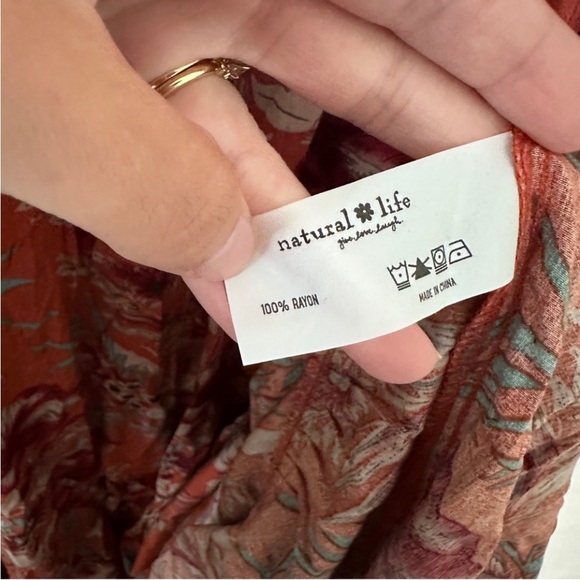 natural life
give. love. laugh.
100% RAYON
MADE IN CHINA